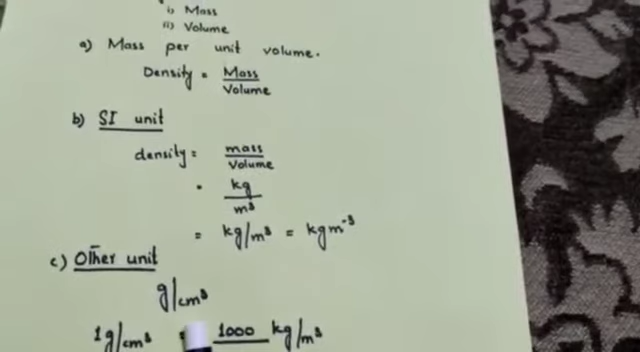 i) Mass
ii) Volume
a) Mass per unit volume.
Density = Mass / Volume
b) SI unit
density = mass / volume
= kg / m³
= kg/m³ = kgm⁻³
c) Other unit
g/cm³
1g/cm³ 1000 kg/m³